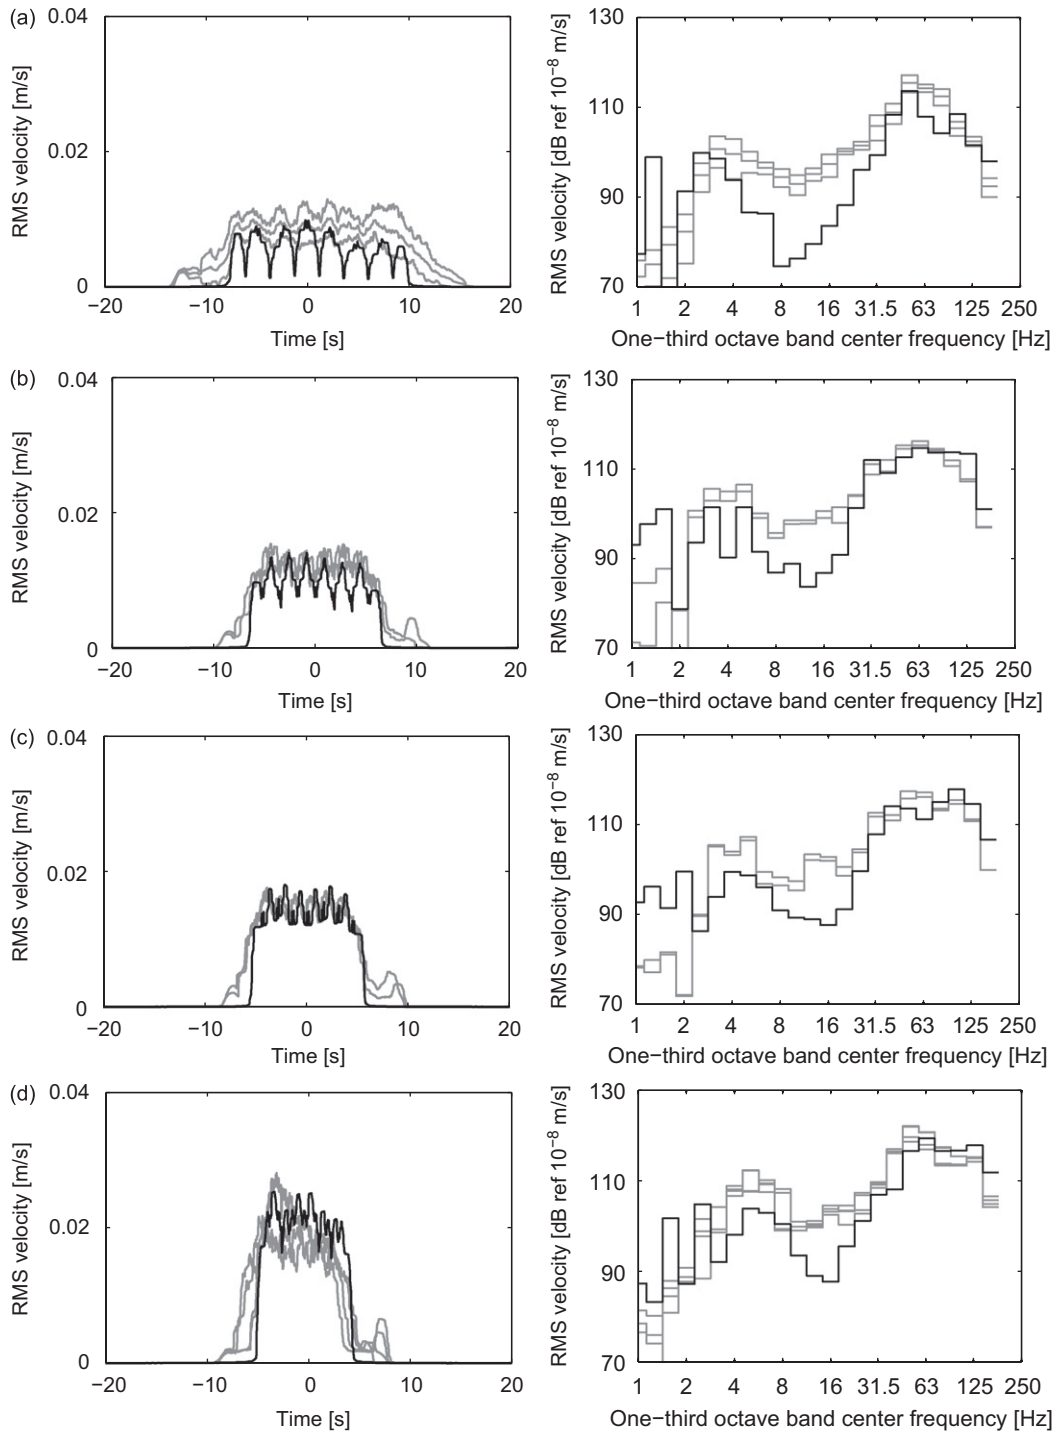 (a)
0.04
0.02
0
RMS velocity [m/s]
−20 −10 0 10 20
Time [s]
130
110
90
70
RMS velocity [dB ref 10⁻⁸ m/s]
1 2 4 8 16 31.5 63 125 250
One−third octave band center frequency [Hz]
(b)
0.04
0.02
0
RMS velocity [m/s]
−20 −10 0 10 20
Time [s]
130
110
90
70
RMS velocity [dB ref 10⁻⁸ m/s]
1 2 4 8 16 31.5 63 125 250
One−third octave band center frequency [Hz]
(c)
0.04
0.02
0
RMS velocity [m/s]
−20 −10 0 10 20
Time [s]
130
110
90
70
RMS velocity [dB ref 10⁻⁸ m/s]
1 2 4 8 16 31.5 63 125 250
One−third octave band center frequency [Hz]
(d)
0.04
0.02
0
RMS velocity [m/s]
−20 −10 0 10 20
Time [s]
130
110
90
70
RMS velocity [dB ref 10⁻⁸ m/s]
1 2 4 8 16 31.5 63 125 250
One−third octave band center frequency [Hz]